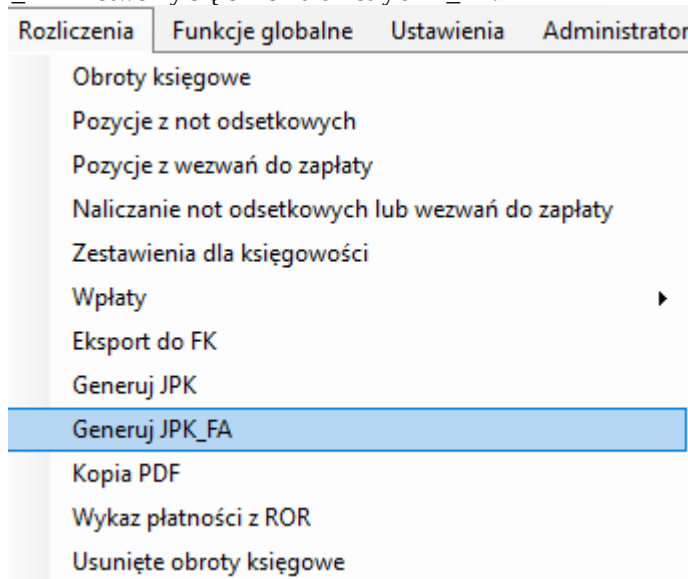 Rozliczenia Funkcje globalne Ustawienia Administrator
Obroty księgowe
Pozycje z not odsetkowych
Pozycje z wezwań do zapłaty
Naliczanie not odsetkowych lub wezwań do zapłaty
Zestawienia dla księgowości
Wpłaty
Eksport do FK
Generuj JPK
Generuj JPK_FA
Kopia PDF
Wykaz płatności z ROR
Usunięte obroty księgowe